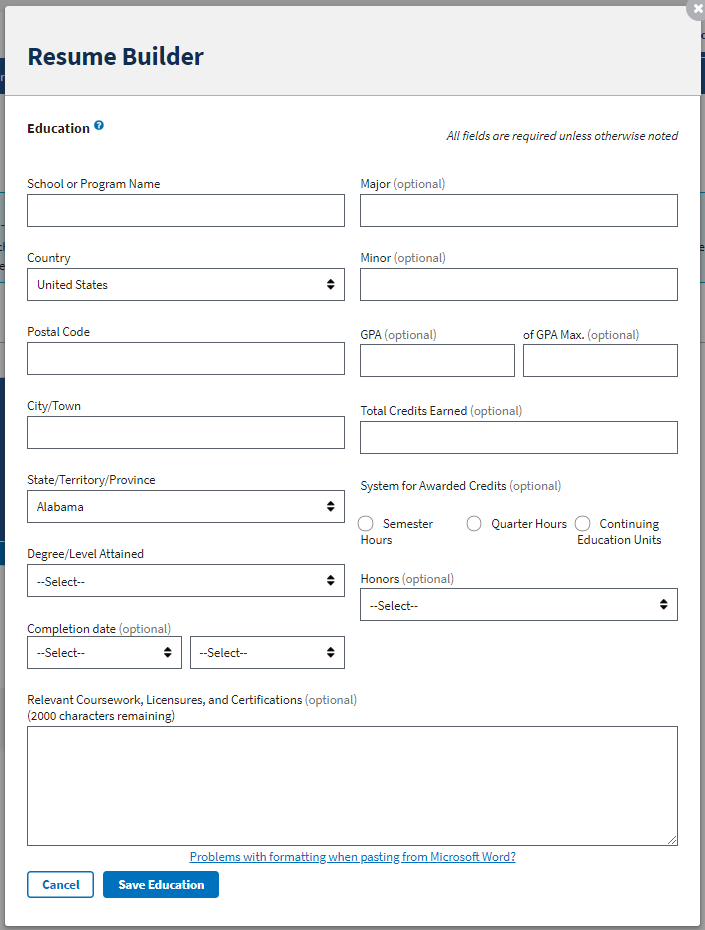 Resume Builder
Education ?
All fields are required unless otherwise noted
School or Program Name
Major (optional)
Country
United States
Minor (optional)
Postal Code
GPA (optional)
of GPA Max. (optional)
City/Town
Total Credits Earned (optional)
State/Territory/Province
Alabama
System for Awarded Credits (optional)
Semester
Hours
Quarter Hours
Continuing
Education Units
Degree/Level Attained
--Select--
Honors (optional)
--Select--
Completion date (optional)
--Select--
--Select--
Relevant Coursework, Licensures, and Certifications (optional)
(2000 characters remaining)
Problems with formatting when pasting from Microsoft Word?
Cancel
Save Education